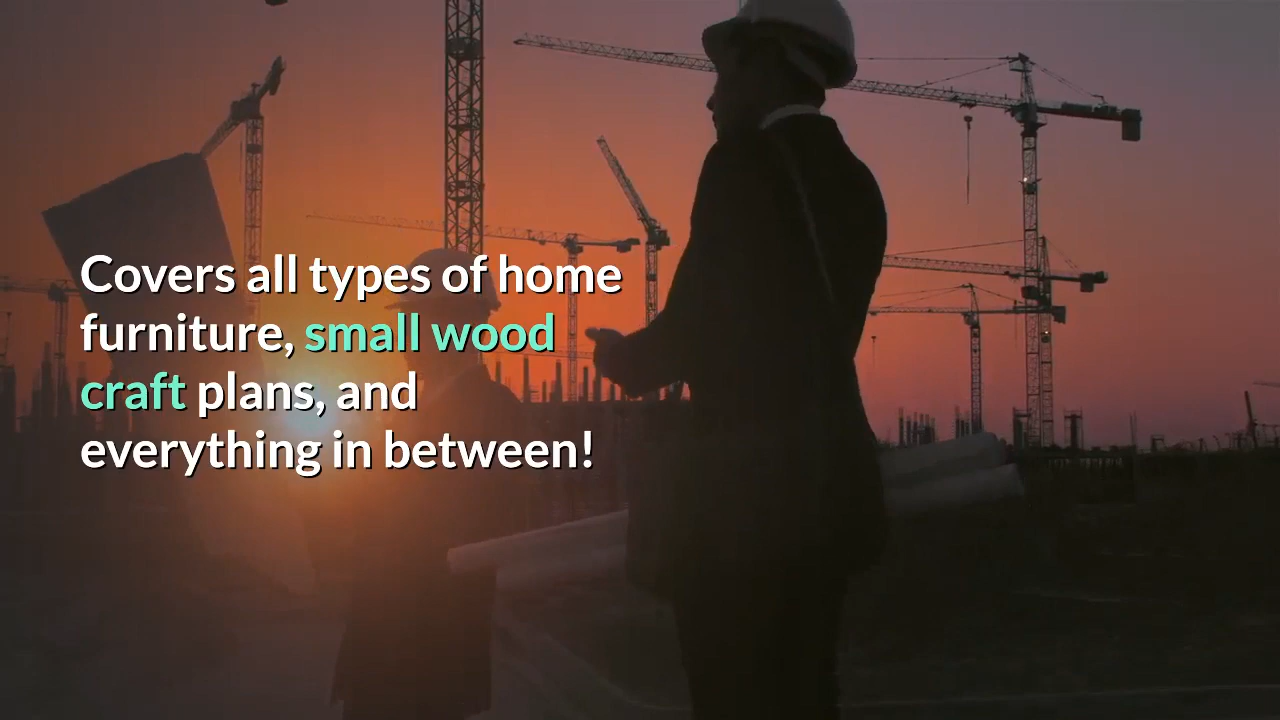 Covers all types of home
furniture, small wood
craft plans, and
everything in between!